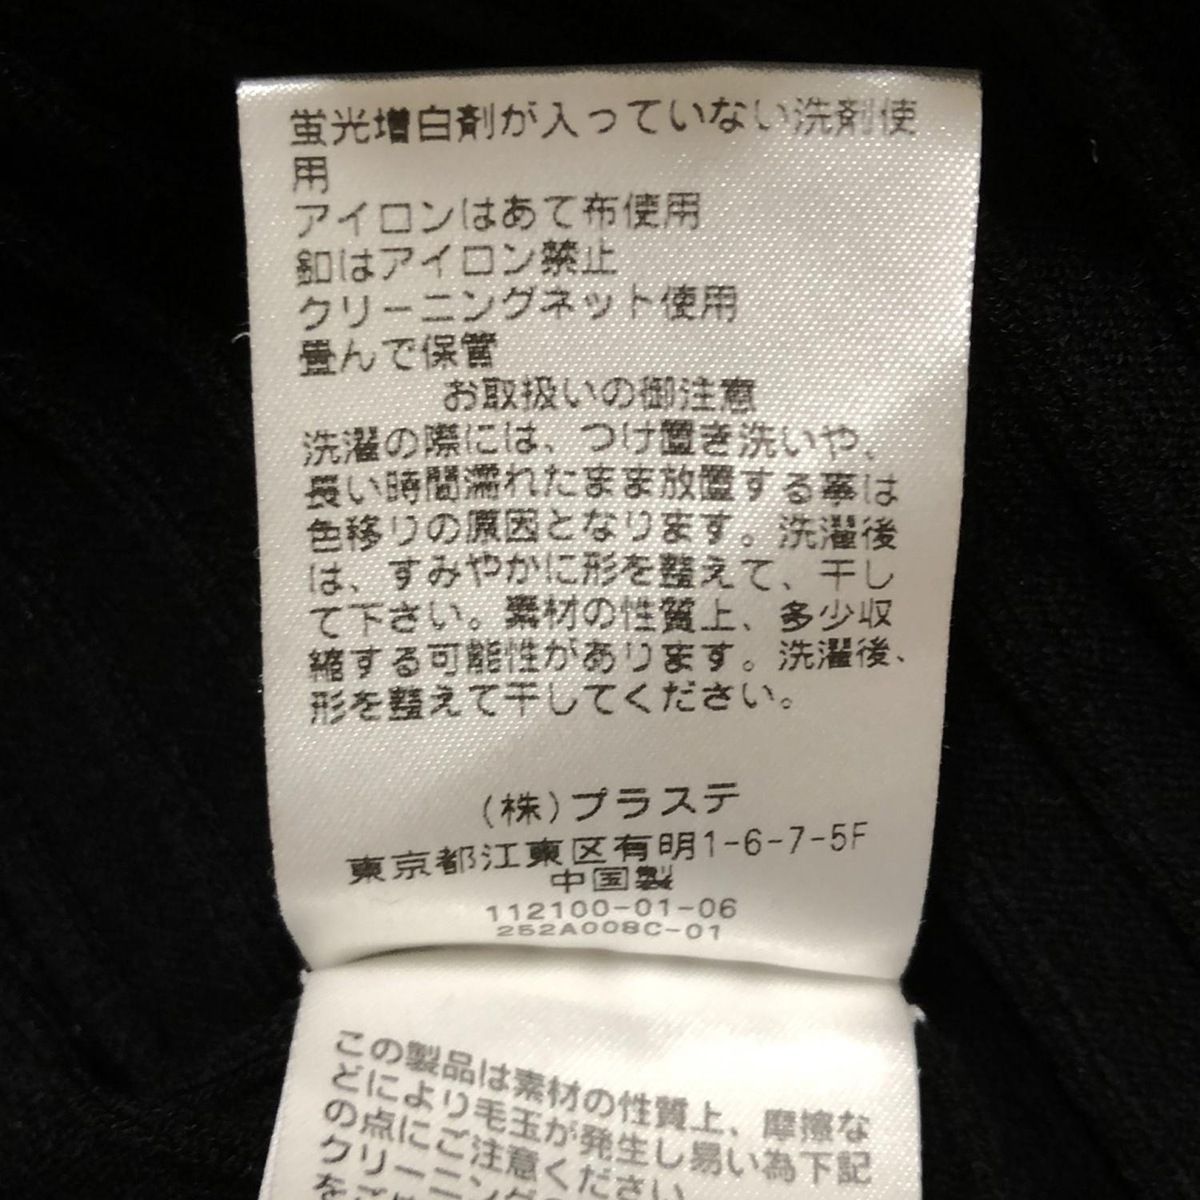 蛍光増白剤が入っていない洗剤使
用
アイロンはあて布使用
釦はアイロン禁止
クリーニングネット使用
畳んで保管
お取扱いの御注意
洗濯の際には、つけ置き洗いや、
長い時間濡れたまま放置する事は
色移りの原因となります。洗濯後
は、すみやかに形を整えて、干し
て下さい。素材の性質上、多少収
縮する可能性があります。洗濯後、
形を整えて干してください。
(株)プラステ
東京都江東区有明1-6-7-5F
中国製
112100-01-06
252A008C-01
この製品は素材の性質上、摩擦な
どにより毛玉が発生し易い為下記
の点にご注意ください。
クリーニング